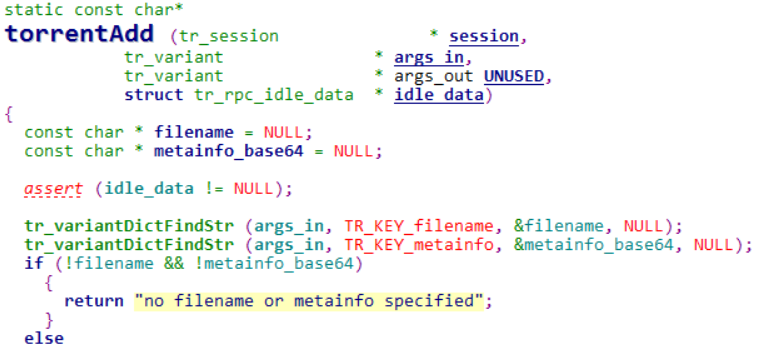 static const char*
torrentAdd (tr_session * session,
tr_variant * args_in,
tr_variant * args_out UNUSED,
struct tr_rpc_idle_data * idle_data)
{
const char * filename = NULL;
const char * metainfo_base64 = NULL;
assert (idle_data != NULL);
tr_variantDictFindStr (args_in, TR_KEY_filename, &filename, NULL);
tr_variantDictFindStr (args_in, TR_KEY_metainfo, &metainfo_base64, NULL);
if (!filename && !metainfo_base64)
{
return "no filename or metainfo specified";
}
else